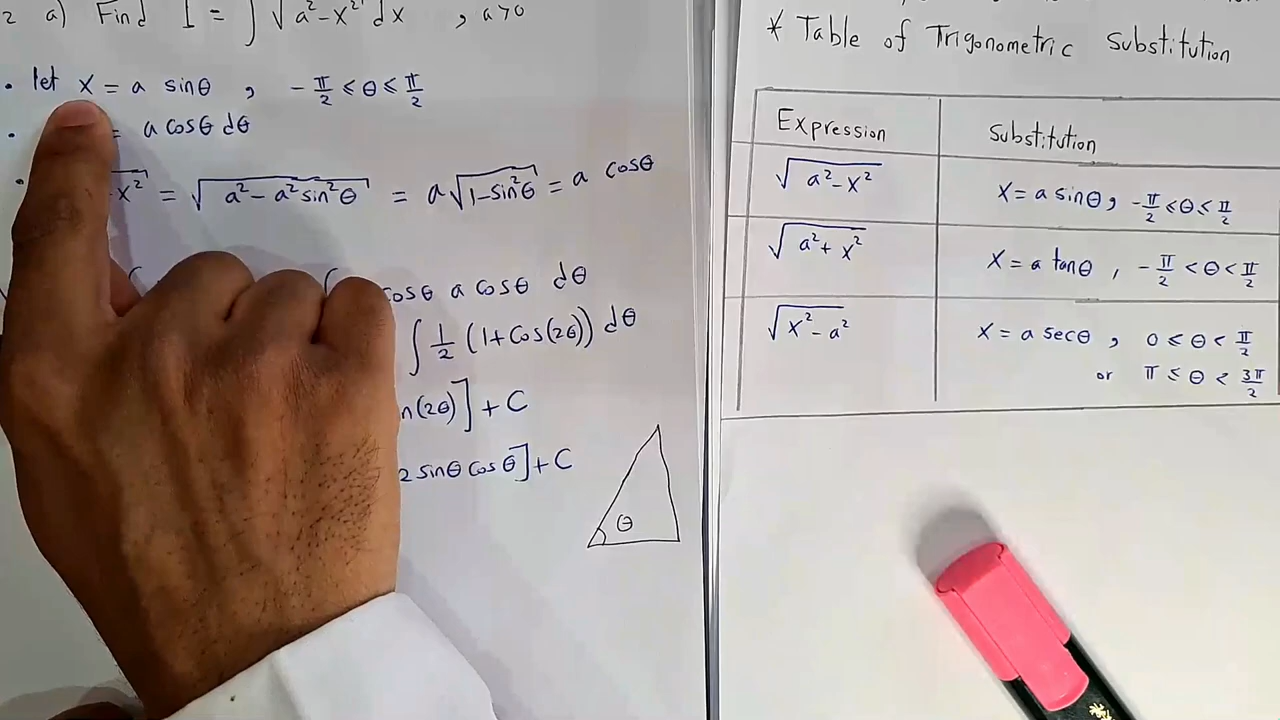 2 a) Find I = ∫ √(a²-x²) dx , a>0
• let x = a sinθ , -π/2 ≤ θ ≤ π/2
• = a cosθ dθ
• x² = √(a² - a² sin²θ) = a√(1-sin²θ) = a cosθ
cosθ a cosθ dθ
∫ 1/2 (1+cos(2θ)) dθ
n(2θ)] + C
2 sinθ cosθ] + C
θ
* Table of Trigonometric Substitution
Expression Substitution
√(a²-x²) x = a sinθ, -π/2 ≤ θ ≤ π/2
√(a²+x²) x = a tanθ , -π/2 < θ < π/2
√(x²-a²) x = a secθ , 0 ≤ θ < π/2
or π ≤ θ < 3π/2